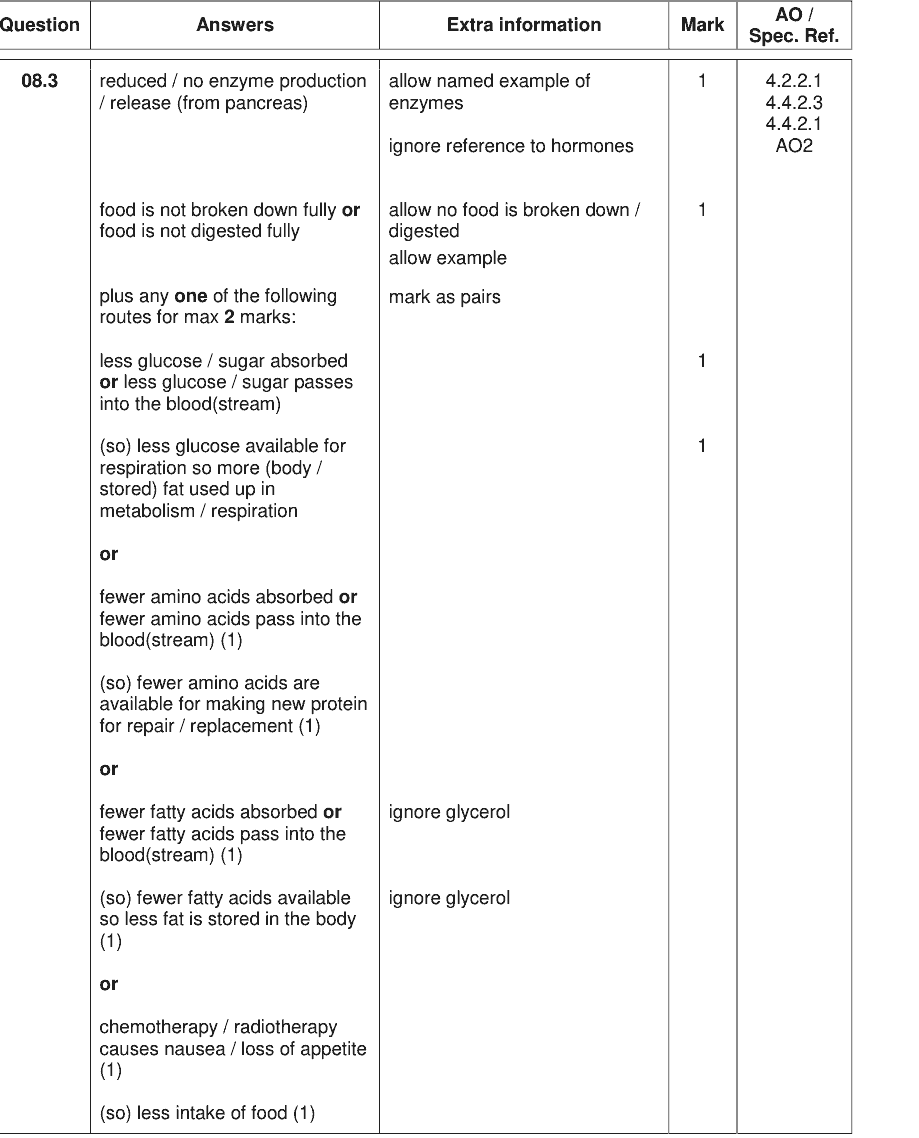 Question Answers Extra information Mark AO / Spec. Ref.
08.3 reduced / no enzyme production allow named example of 1 4.2.2.1
/ release (from pancreas) enzymes 4.4.2.3
4.4.2.1
ignore reference to hormones AO2
food is not broken down fully or allow no food is broken down / 1
food is not digested fully digested
allow example
plus any one of the following mark as pairs
routes for max 2 marks:
less glucose / sugar absorbed 1
or less glucose / sugar passes
into the blood(stream)
(so) less glucose available for 1
respiration so more (body /
stored) fat used up in
metabolism / respiration
or
fewer amino acids absorbed or
fewer amino acids pass into the
blood(stream) (1)
(so) fewer amino acids are
available for making new protein
for repair / replacement (1)
or
fewer fatty acids absorbed or ignore glycerol
fewer fatty acids pass into the
blood(stream) (1)
(so) fewer fatty acids available ignore glycerol
so less fat is stored in the body
(1)
or
chemotherapy / radiotherapy
causes nausea / loss of appetite
(1)
(so) less intake of food (1)